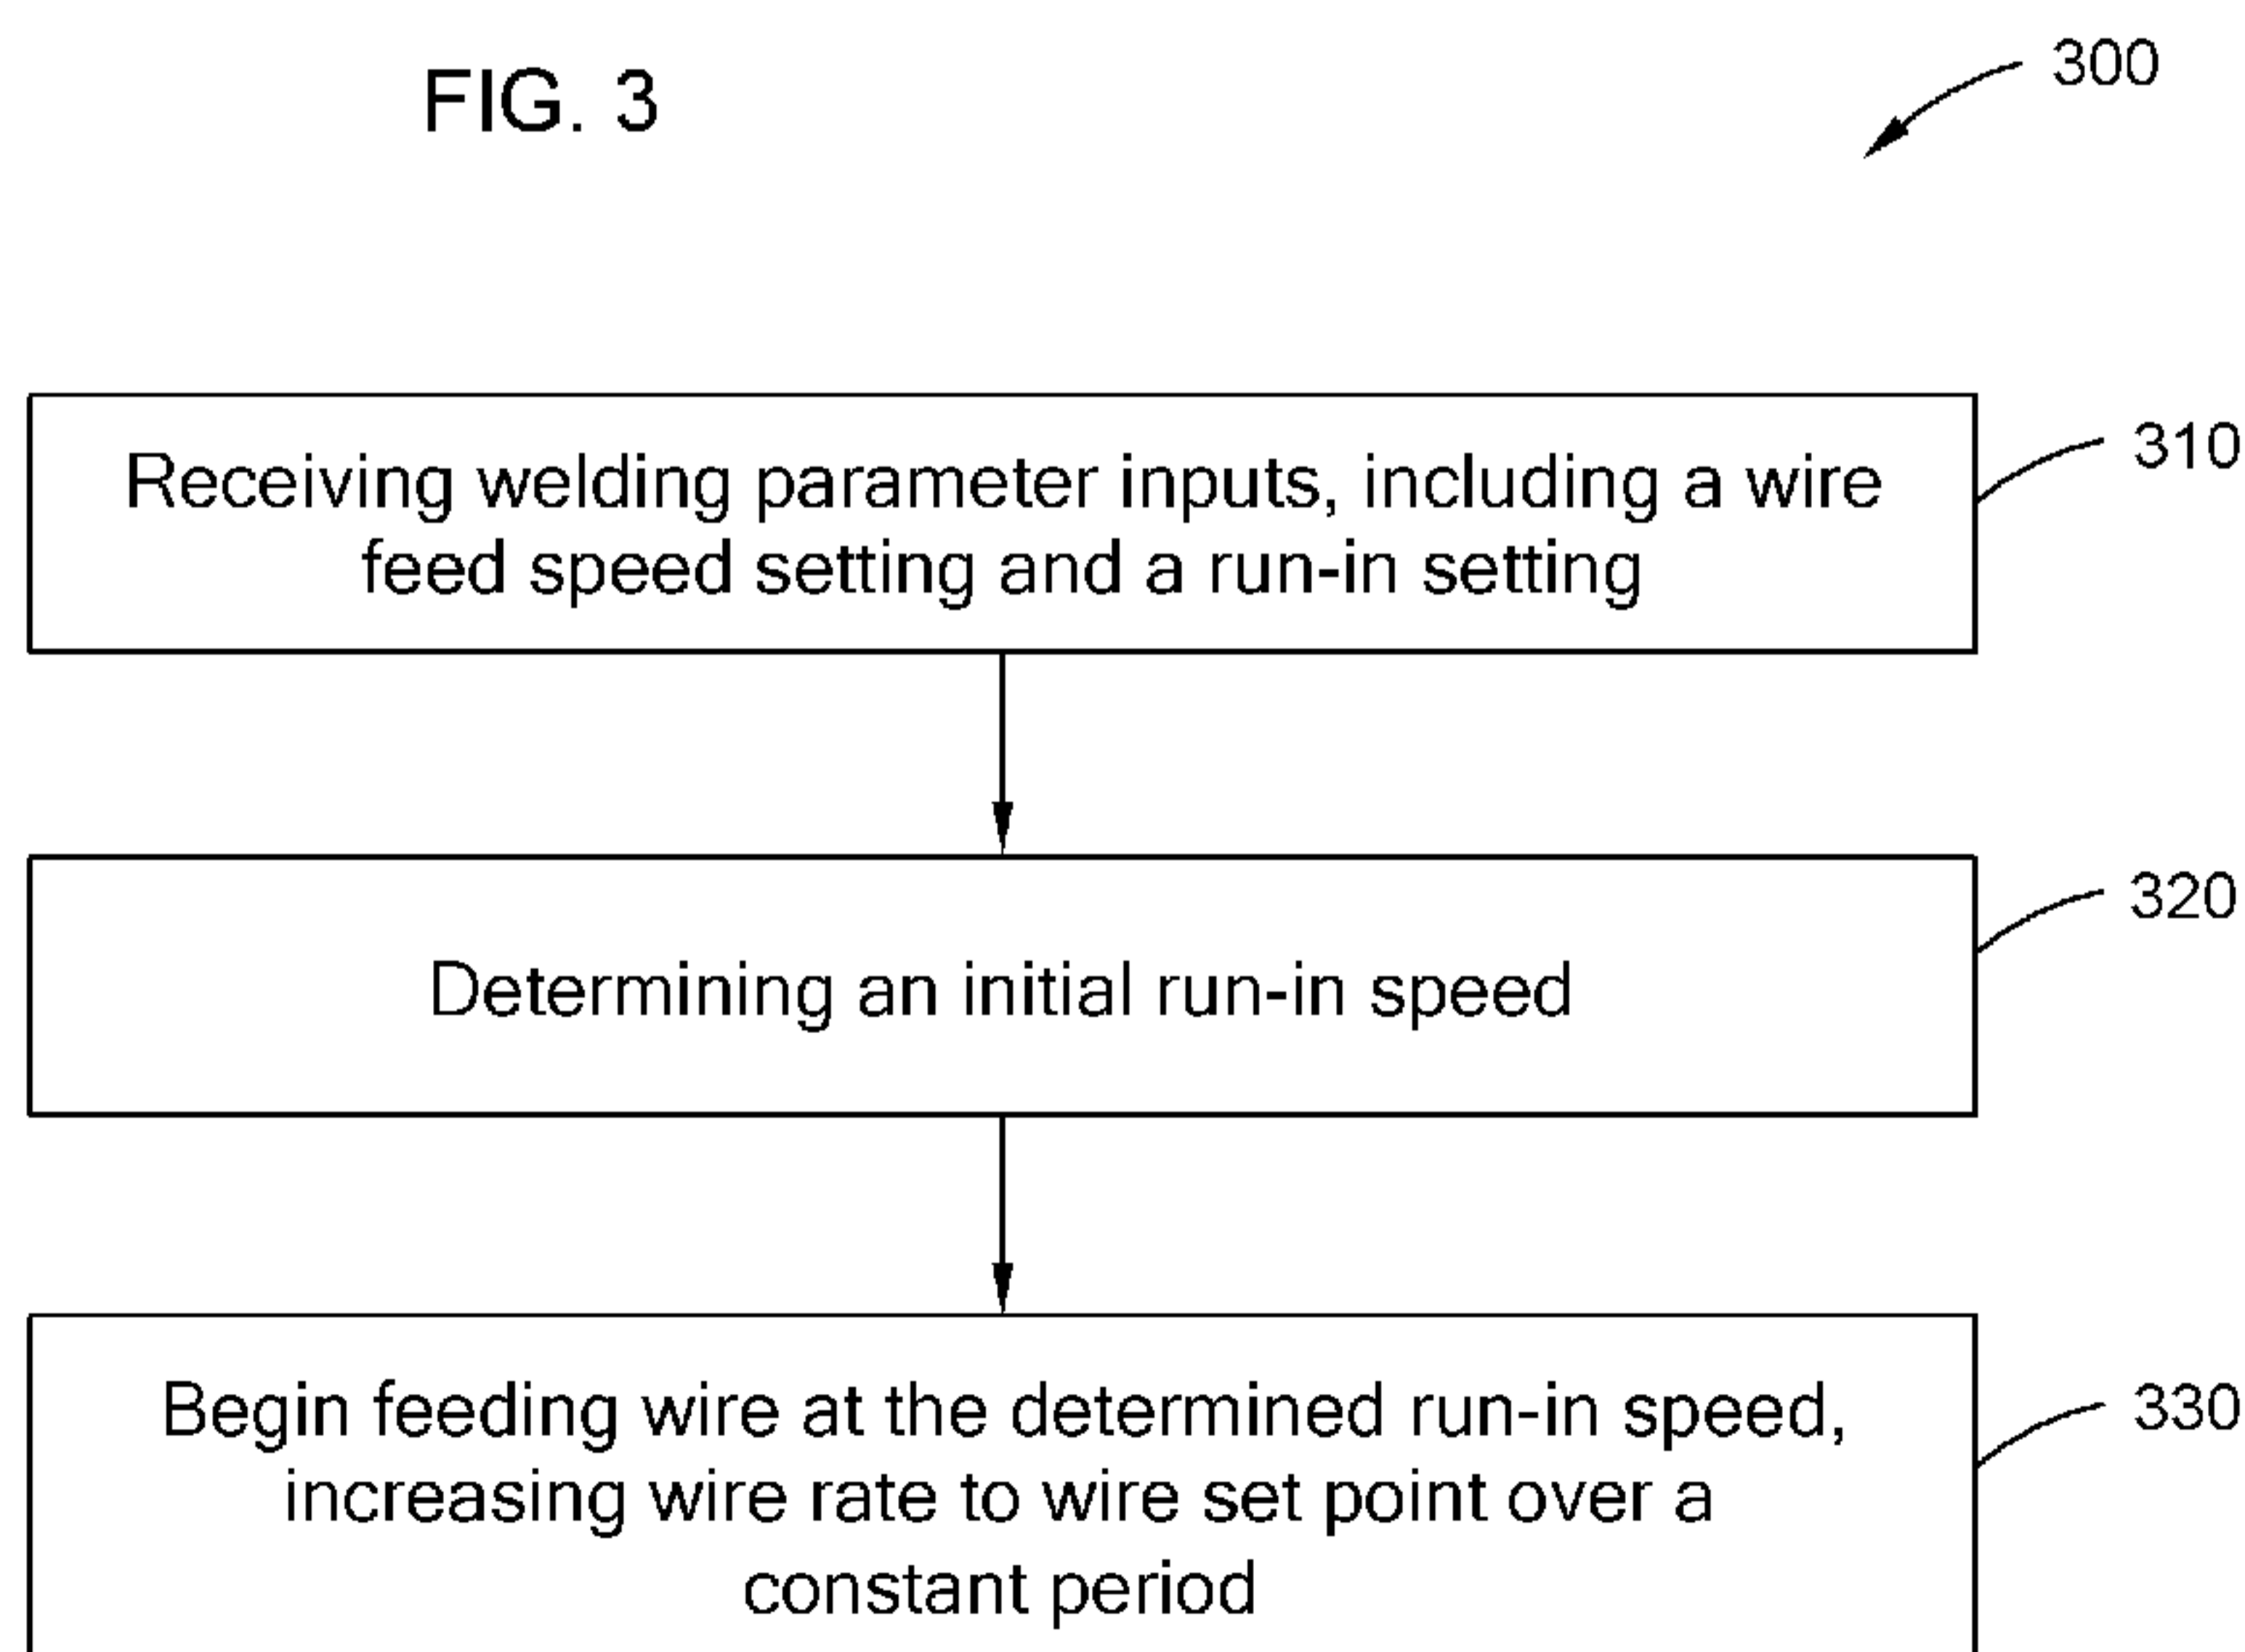 FIG. 3
300
Receiving welding parameter inputs, including a wire
feed speed setting and a run-in setting
310
Determining an initial run-in speed
320
Begin feeding wire at the determined run-in speed,
increasing wire rate to wire set point over a
constant period
330